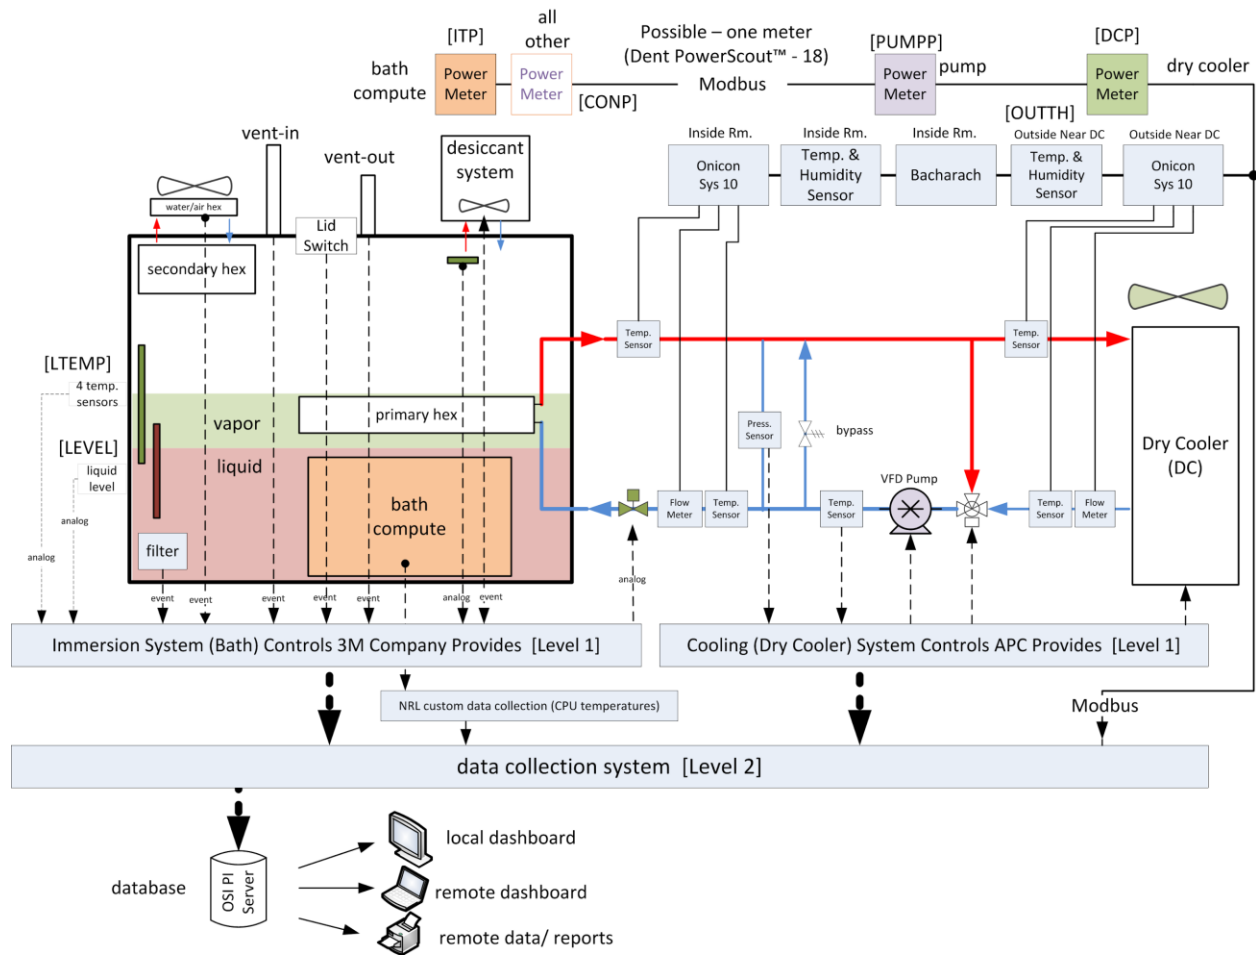 [ITP]
all
other
Possible – one meter
(Dent PowerScout™ - 18)
[PUMPP]
[DCP]
bath
compute
Power
Meter
Power
Meter
[CONP]
Modbus
Power
Meter
pump
Power
Meter
dry cooler
[OUTTH]
Inside Rm.
Inside Rm.
Inside Rm.
Outside Near DC
Outside Near DC
Onicon
Sys 10
Temp. &
Humidity
Sensor
Bacharach
Temp. &
Humidity
Sensor
Onicon
Sys 10
vent-in
vent-out
desiccant
system
water/air hex
Lid
Switch
secondary hex
Temp.
Sensor
Temp.
Sensor
[LTEMP]
4 temp.
sensors
vapor
primary hex
Press.
Sensor
bypass
Dry Cooler
(DC)
[LEVEL]
liquid
level
liquid
bath
compute
VFD Pump
Flow
Meter
Temp.
Sensor
Temp.
Sensor
Temp.
Sensor
Flow
Meter
analog
analog
filter
analog
event
event
event
event
event
analog
event
Immersion System (Bath) Controls 3M Company Provides [Level 1]
Cooling (Dry Cooler) System Controls APC Provides [Level 1]
NRL custom data collection (CPU temperatures)
Modbus
data collection system [Level 2]
database
OSI PI
Server
local dashboard
remote dashboard
remote data/ reports